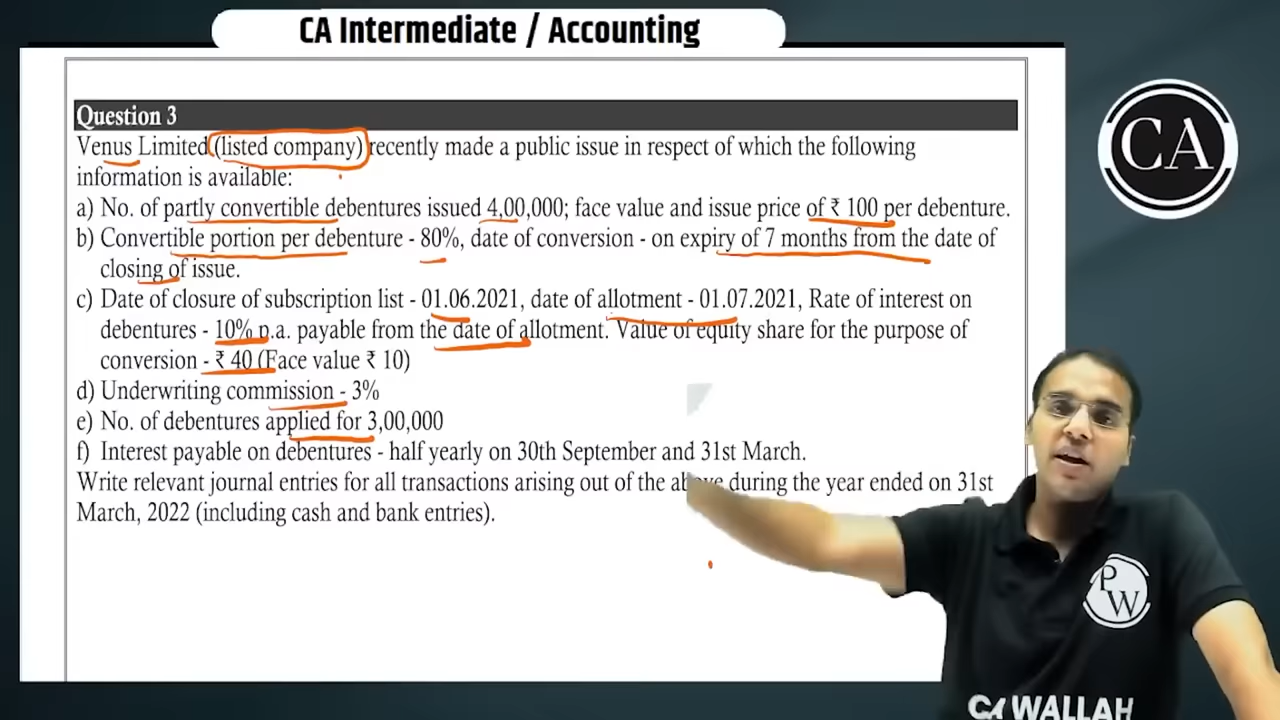 CA Intermediate / Accounting
CA
Question 3
Venus Limited (listed company) recently made a public issue in respect of which the following
information is available:
a) No. of partly convertible debentures issued 4,00,000; face value and issue price of ₹ 100 per debenture.
b) Convertible portion per debenture - 80%, date of conversion - on expiry of 7 months from the date of
closing of issue.
c) Date of closure of subscription list - 01.06.2021, date of allotment - 01.07.2021, Rate of interest on
debentures - 10% p.a. payable from the date of allotment. Value of equity share for the purpose of
conversion - ₹ 40 (Face value ₹ 10)
d) Underwriting commission - 3%
e) No. of debentures applied for 3,00,000
f) Interest payable on debentures - half yearly on 30th September and 31st March.
Write relevant journal entries for all transactions arising out of the above during the year ended on 31st
March, 2022 (including cash and bank entries).
PW
CA WALLAH